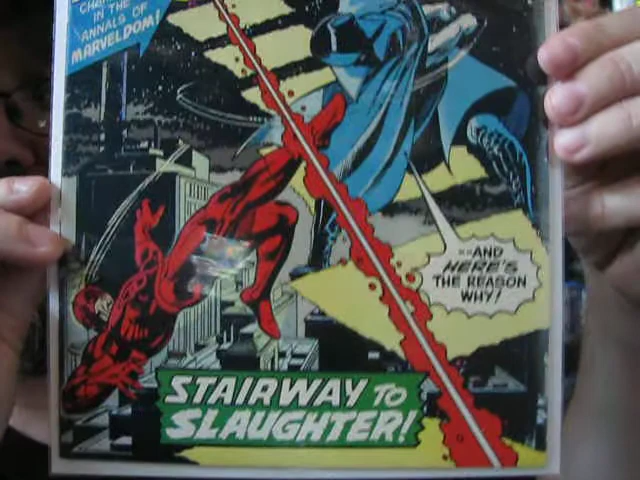 IN THE
ANNALS OF
MARVELDOM!
--AND
HERE'S
THE REASON
WHY!
STAIRWAY TO
SLAUGHTER!